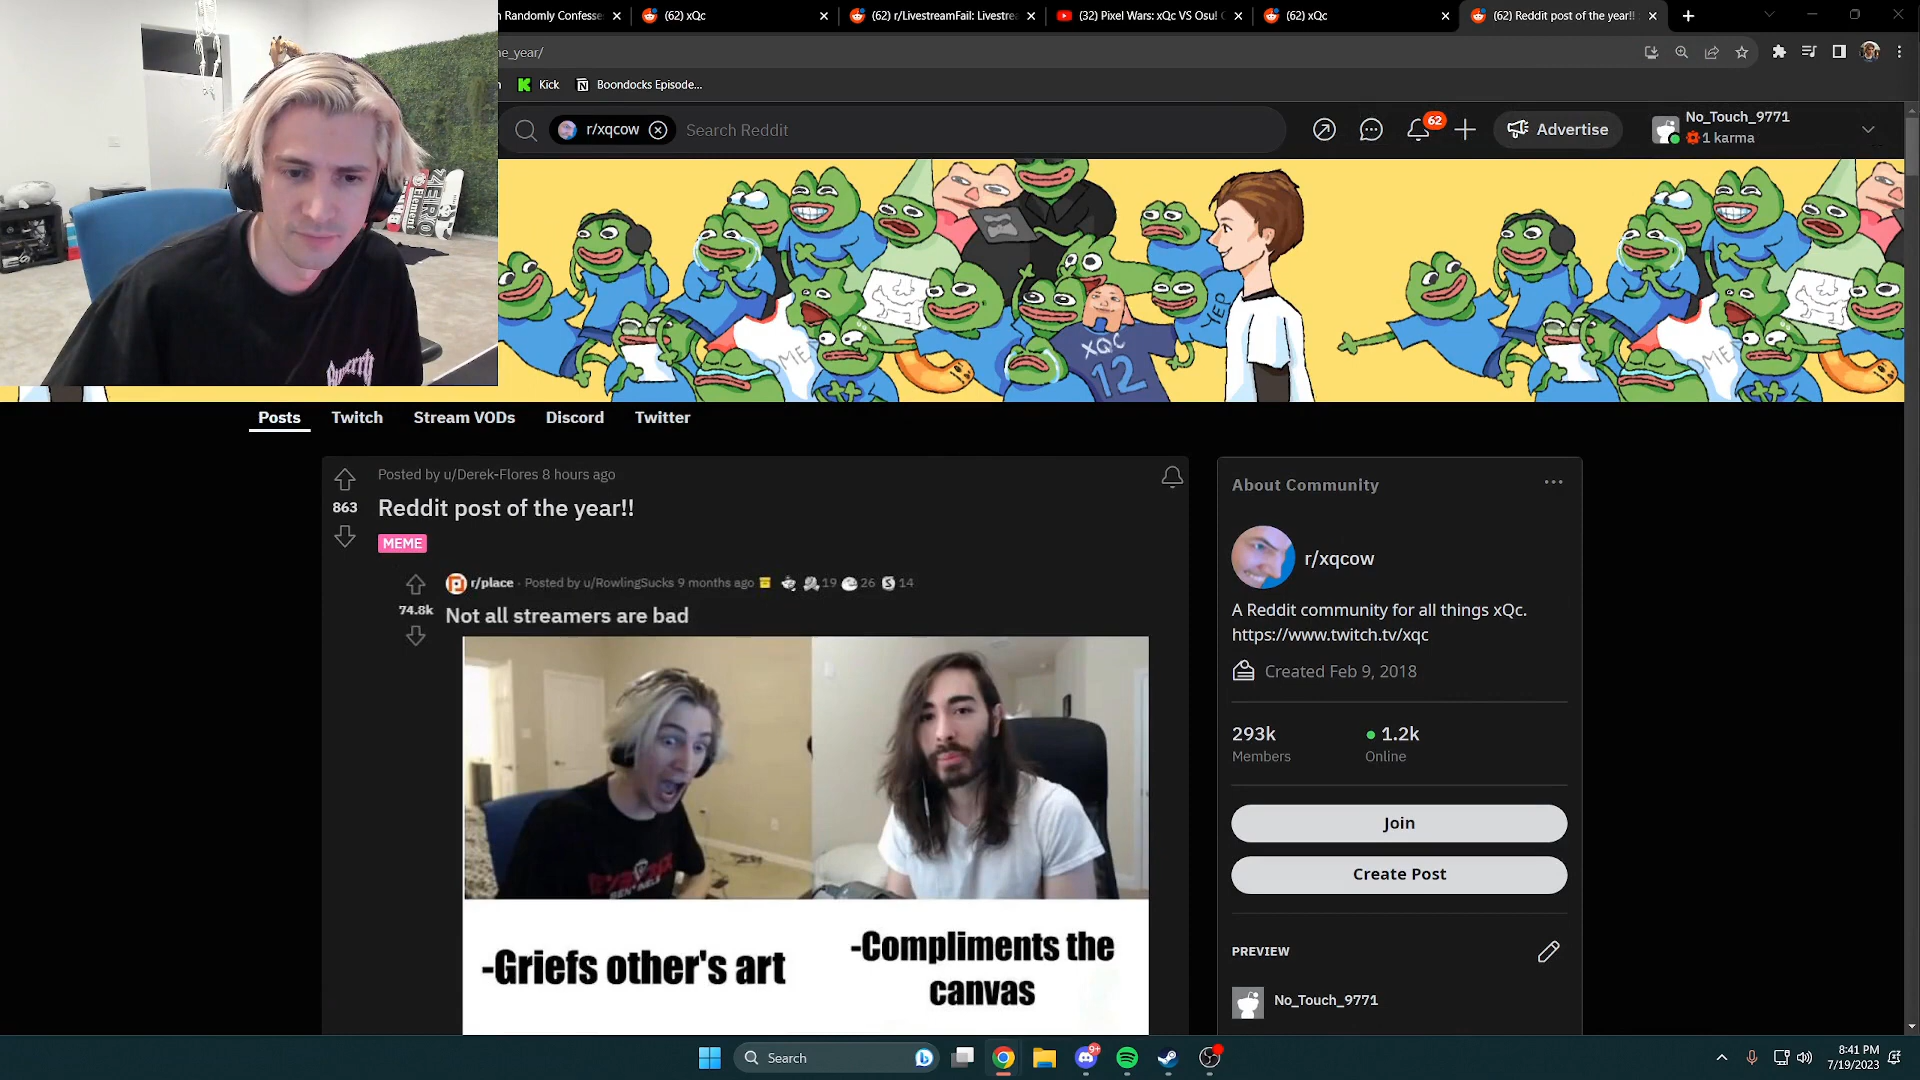 n Randomly Confesse
(62) xQc
(62) r/LivestreamFail: Livestrea
(32) Pixel Wars: xQc VS Osu! C
(62) xQc
(62) Reddit post of the year!!
ne_year/
Kick
Boondocks Episode...
r/xqcow
Search Reddit
62
Advertise
No_Touch_9771
1 karma
YEP
XQC
12
Posts
Twitch
Stream VODs
Discord
Twitter
Posted by u/Derek-Flores 8 hours ago
863
Reddit post of the year!!
MEME
r/place · Posted by u/RowlingSucks 9 months ago
19
26
14
74.8k
Not all streamers are bad
-Griefs other's art
-Compliments the
canvas
About Community
r/xqcow
A Reddit community for all things xQc.
https://www.twitch.tv/xqc
Created Feb 9, 2018
293k
1.2k
Members
Online
Join
Create Post
PREVIEW
No_Touch_9771
Search
9+
8:41 PM
7/19/2023